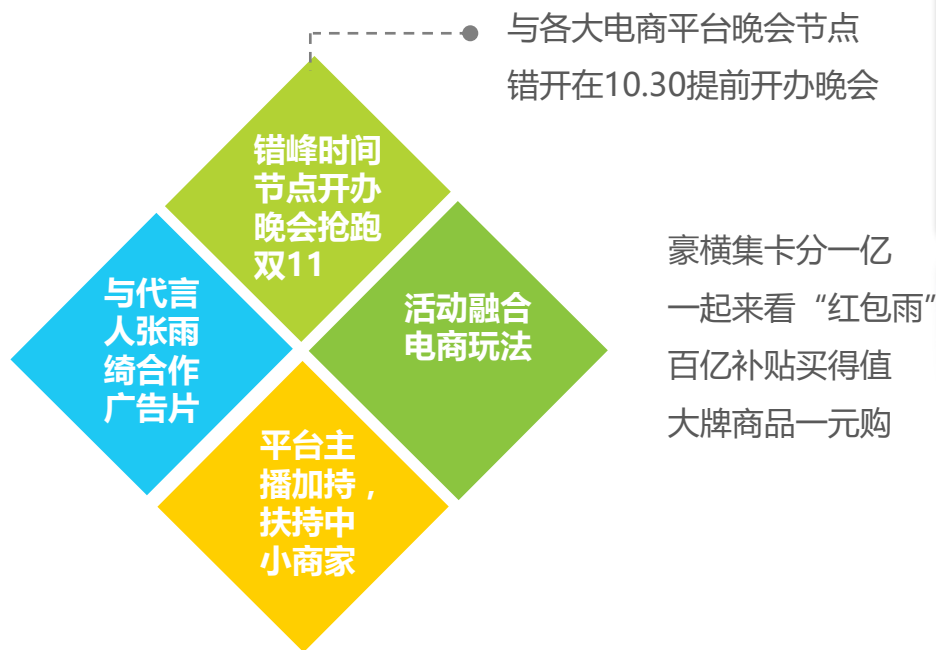 与各大电商平台晚会节点
错开在10.30提前开办晚会
错峰时间
节点开办
晚会抢跑
双11
与代言
人张雨
绮合作
广告片
活动融合
电商玩法
豪横集卡分一亿
一起来看“红包雨”
百亿补贴买得值
大牌商品一元购
平台主
播加持，
扶持中
小商家